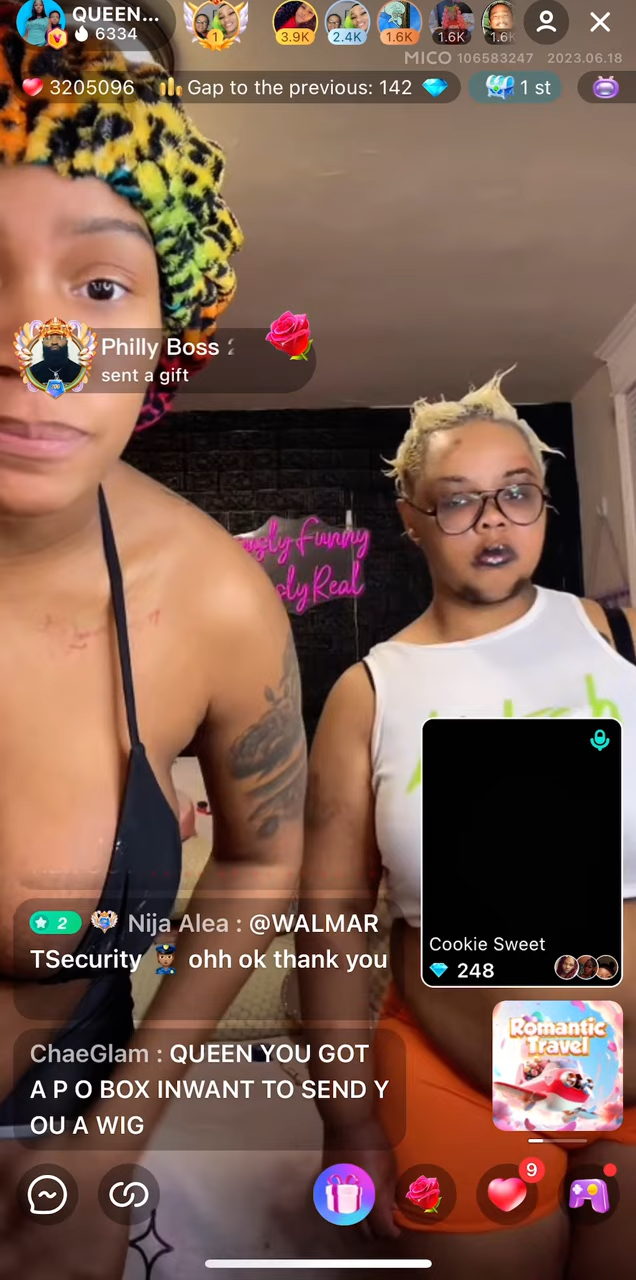 QUEEN...
6334
1
3.9K
2.4K
1.6K
1.6K
1.6K
MICO 106583247 2023.06.18
3205096
Gap to the previous: 142
1 st
Philly Boss
sent a gift
Funny
Real
Cookie Sweet
248
2 Nija Alea : @WALMAR
TSecurity 👮🏽 ohh ok thank you
ChaeGlam : QUEEN YOU GOT
A P O BOX INWANT TO SEND Y
OU A WIG
Romantic
Travel
9